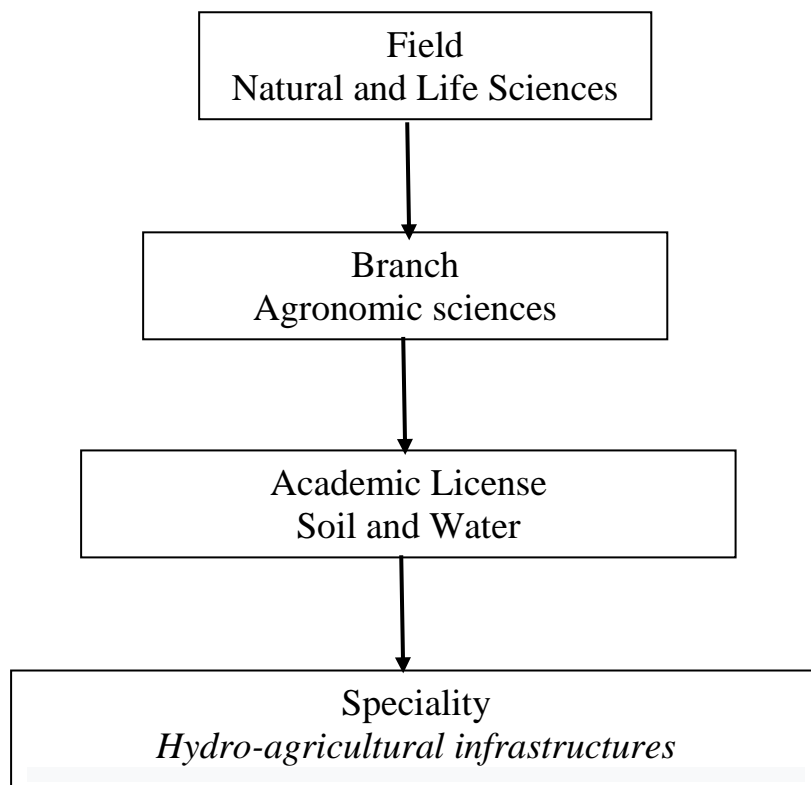 Field
Natural and Life Sciences
Branch
Agronomic sciences
Academic License
Soil and Water
Speciality
Hydro-agricultural infrastructures